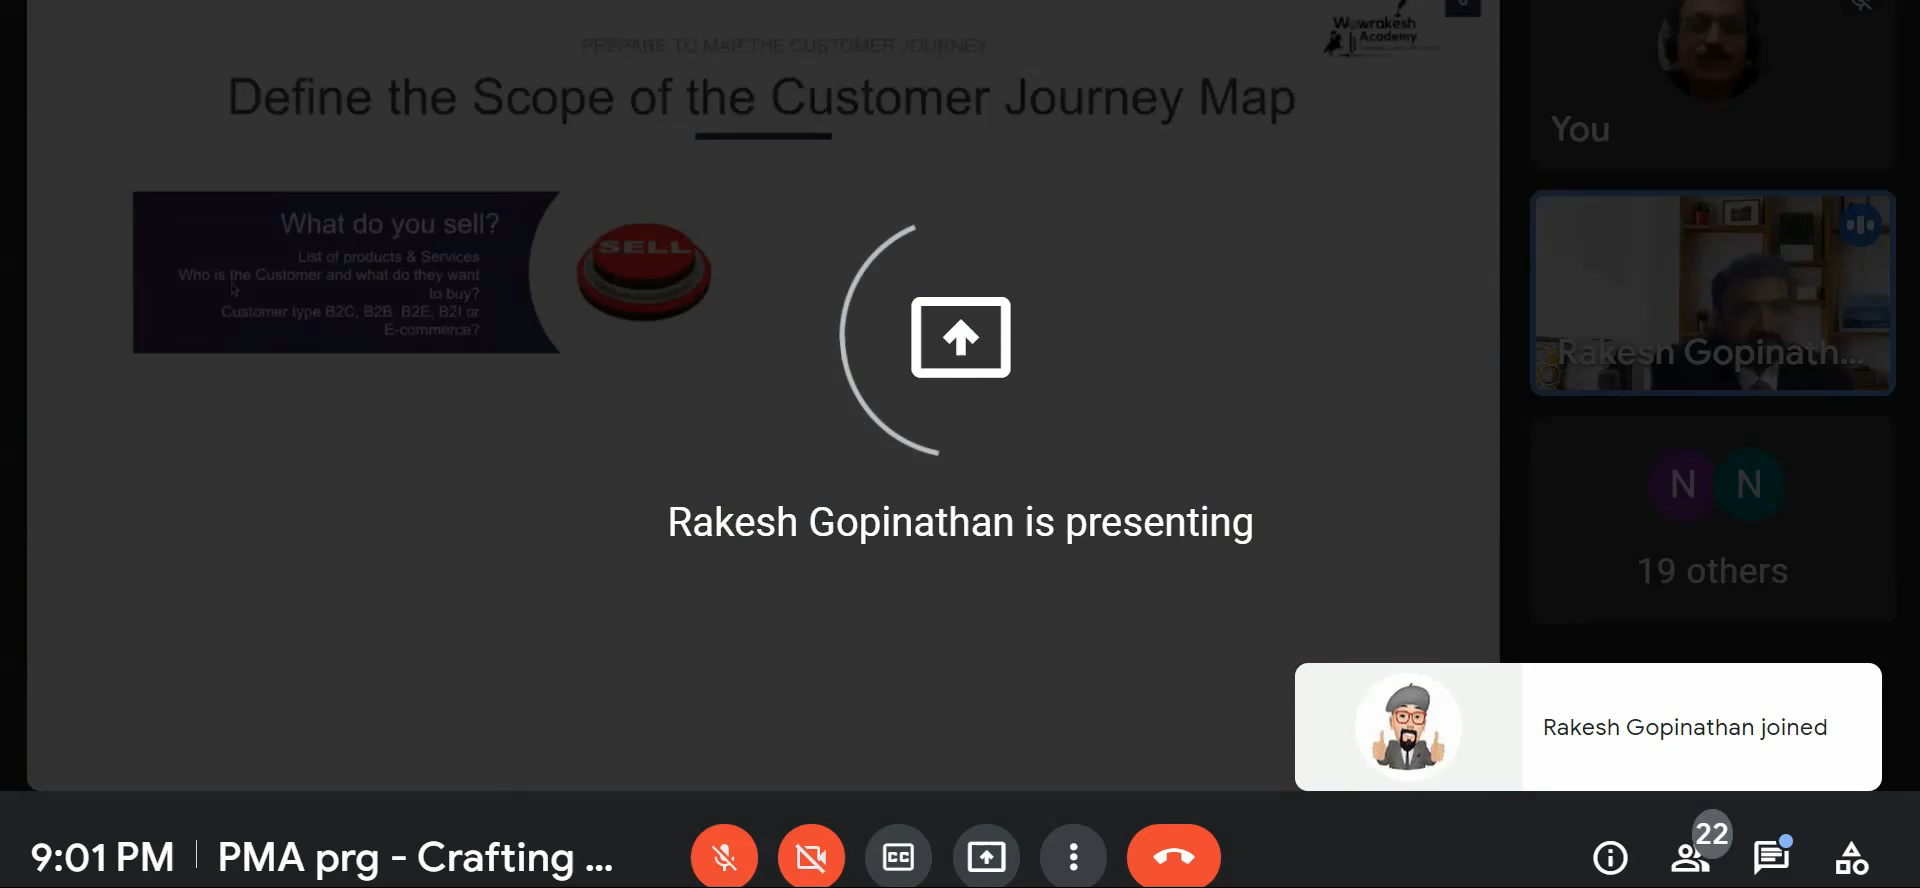 PREPARE TO MAP THE CUSTOMER JOURNEY
Wowrakesh
Academy
Define the Scope of the Customer Journey Map
What do you sell?
List of products & Services
Who is the Customer and what do they want
to buy?
Customer type B2C, B2B, B2E, B2I or
E-commerce?
SELL
You
Rakesh Gopinath...
N N
19 others
Rakesh Gopinathan is presenting
Rakesh Gopinathan joined
9:01 PM PMA prg - Crafting ...
CC
22